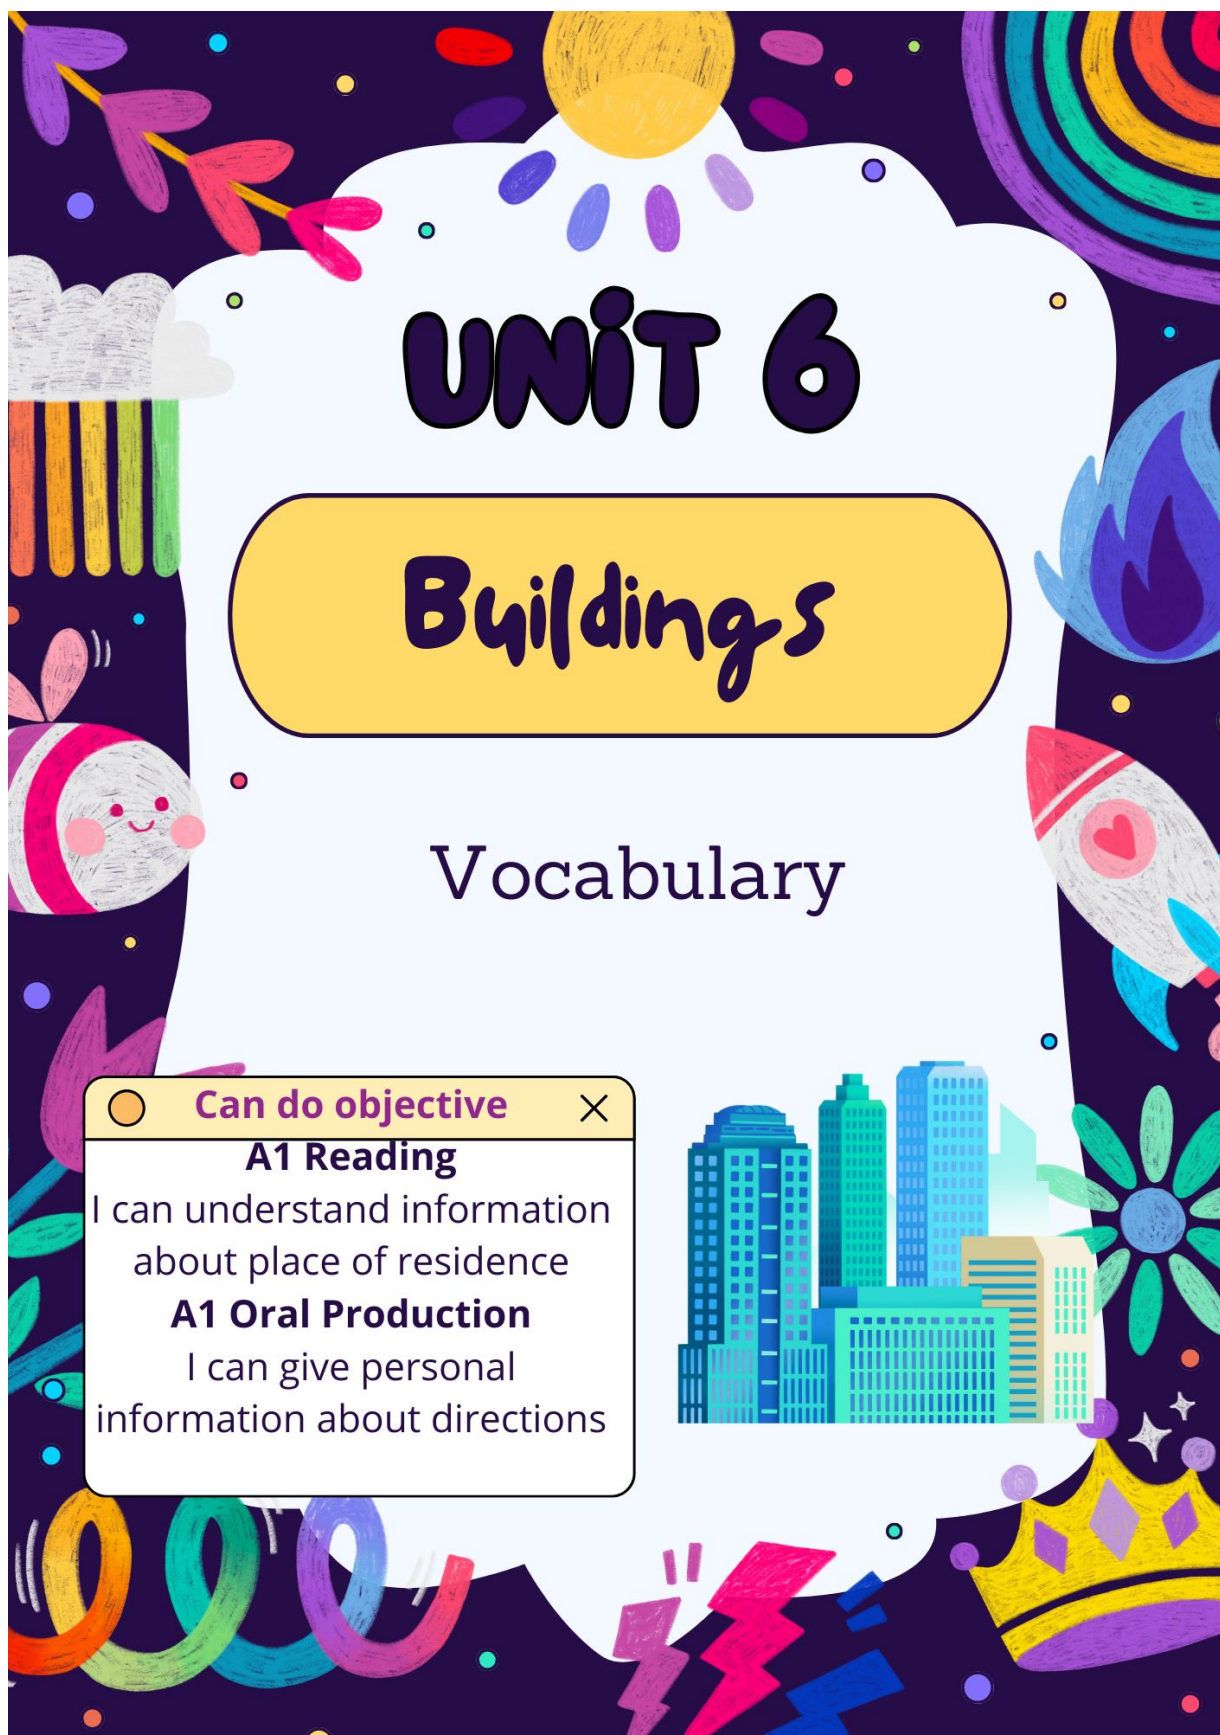 UNiT 6
Buildings
Vocabulary
Can do objective
A1 Reading
I can understand information
about place of residence
A1 Oral Production
I can give personal
information about directions